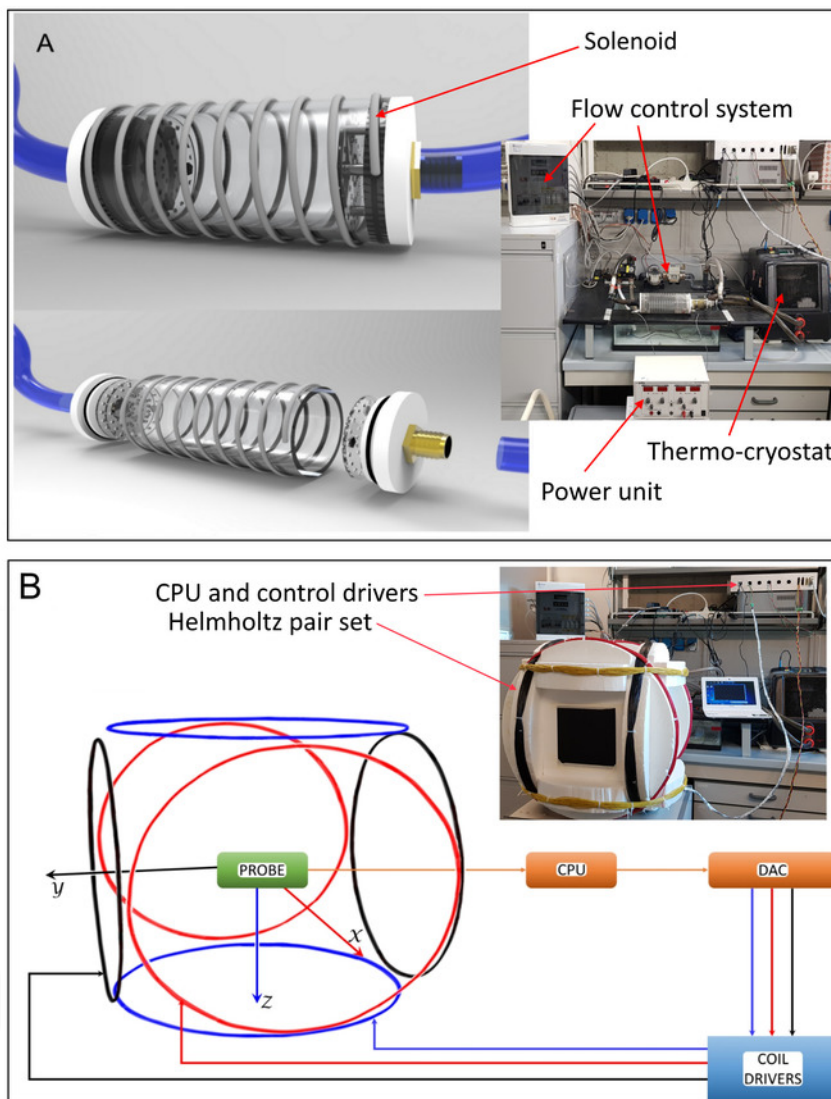 A
Solenoid
Flow control system
Thermo-cryostat
Power unit
B
CPU and control drivers
Helmholtz pair set
PROBE
CPU
DAC
y
x
z
COIL
DRIVERS